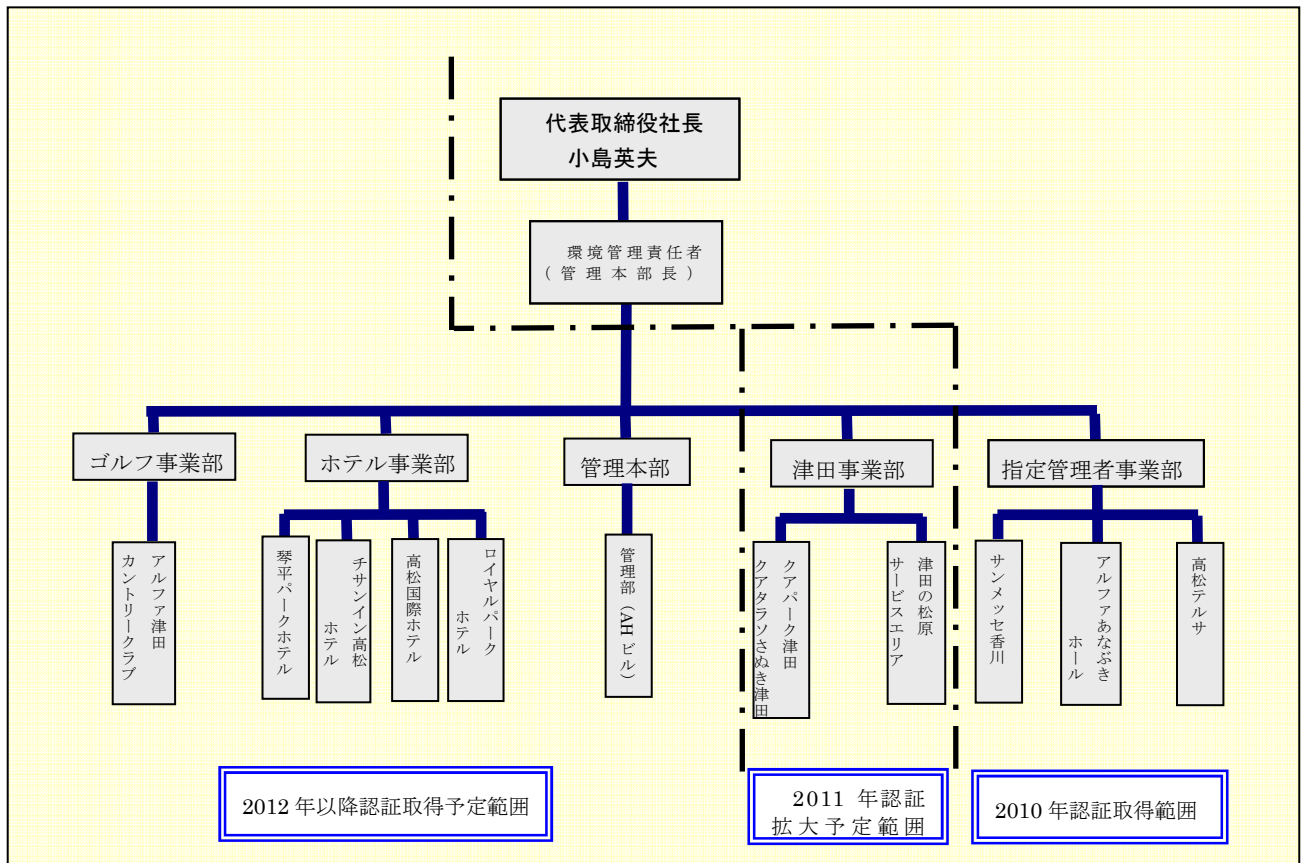 代表取締役社長
小島英夫
環境管理責任者
(管理本部長)
ゴルフ事業部
ホテル事業部
管理本部
津田事業部
指定管理者事業部
アルファ津田
カントリークラブ
琴平パークホテル
チサンイン高松
ホテル
高松国際ホテル
ロイヤルパーク
ホテル
管理部(AHビル)
クアパーク津田
クアタラソさぬき津田
津田の松原
サービスエリア
サンメッセ香川
アルファあなぶき
ホール
高松テルサ
2012年以降認証取得予定範囲
2011年認証
拡大予定範囲
2010年認証取得範囲